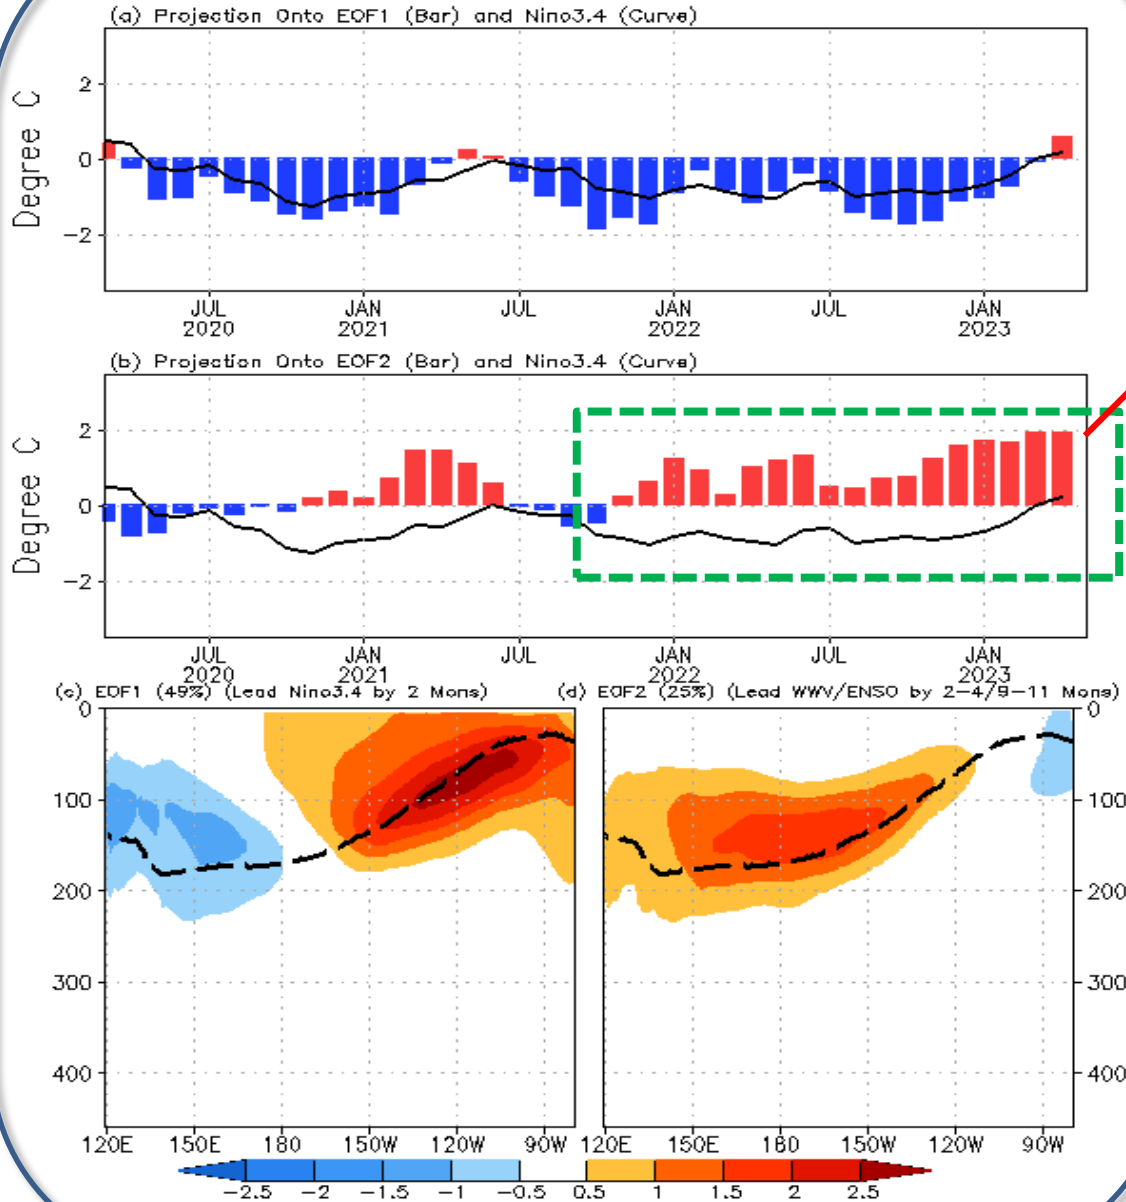 (a) Projection Onto EOF1 (Bar) and Nino3.4 (Curve)
Degree C
2
0
−2
JUL JAN JUL JAN JUL JAN
2020 2021 2022 2023
(b) Projection Onto EOF2 (Bar) and Nino3.4 (Curve)
Degree C
2
0
−2
JUL JAN JUL JAN JUL JAN
2020 2021 2022 2023
(c) EOF1 (49%) (Lead Nino3.4 by 2 Mons)
(d) EOF2 (25%) (Lead WWV/ENSO by 2−4/9−11 Mons)
0
100
200
300
400
120E 150E 180 150W 120W 90W
0
100
200
300
400
120E 150E 180 150W 120W 90W
−2.5 −2 −1.5 −1 −0.5 0.5 1 1.5 2 2.5